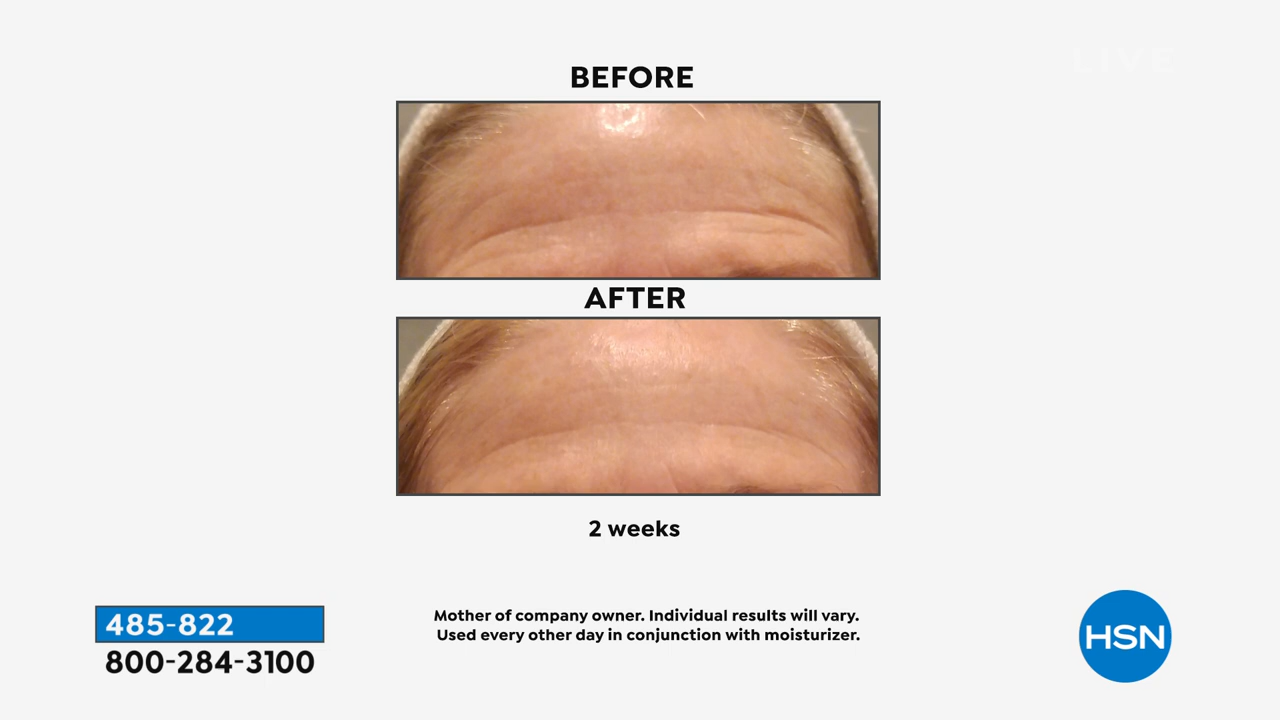 LIVE
BEFORE
AFTER
2 weeks
Mother of company owner. Individual results will vary.
Used every other day in conjunction with moisturizer.
485-822
800-284-3100
HSN